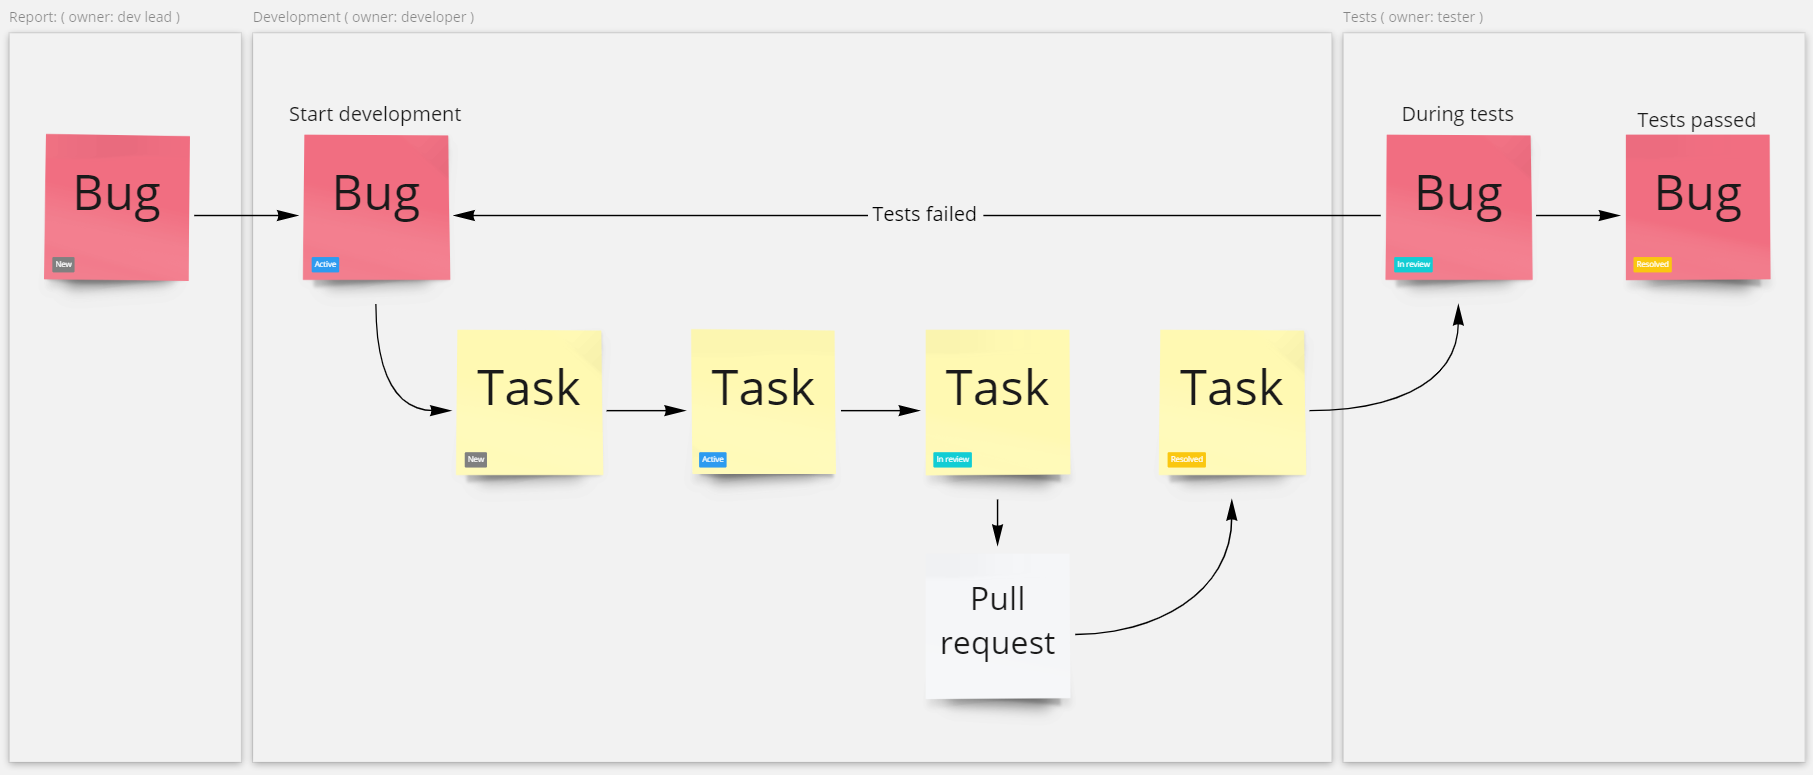 Report: ( owner: dev lead )
Development ( owner: developer )
Tests ( owner: tester )
Start development
During tests
Tests passed
Bug
New
Bug
Active
Tests failed
Bug
In review
Bug
Resolved
Task
New
Task
Active
Task
In review
Task
Resolved
Pull
request